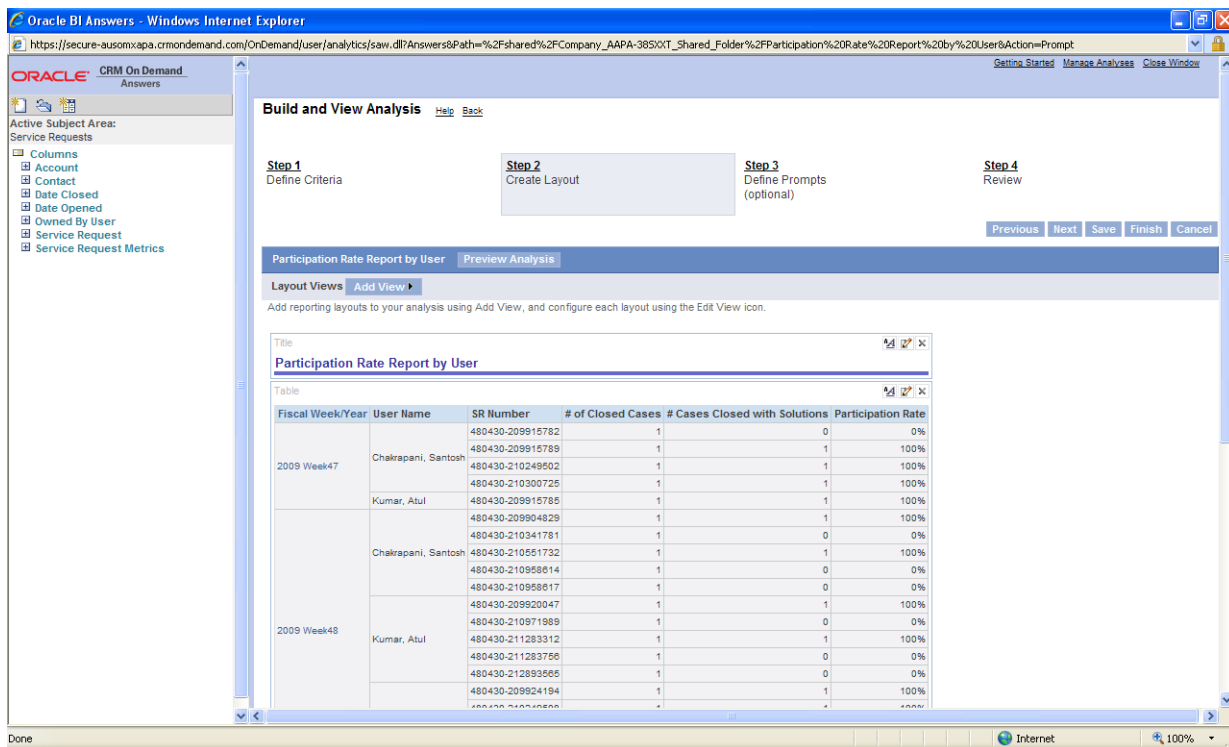 Oracle BI Answers - Windows Internet Explorer
https://secure-ausomxapa.crmondemand.com/OnDemand/user/analytics/saw.dll?Answers&Path=%2Fshared%2FCompany_AAPA-38SXXT_Shared_Folder%2FParticipation%20Rate%20Report%20by%20User&Action=Prompt
Getting Started Manage Analyses Close Window
ORACLE CRM On Demand
Answers
Active Subject Area:
Service Requests
Columns
Account
Contact
Date Closed
Date Opened
Owned By User
Service Request
Service Request Metrics
Build and View Analysis Help Back
Step 1 Step 2 Step 3 Step 4
Define Criteria Create Layout Define Prompts Review
(optional)
Previous Next Save Finish Cancel
Participation Rate Report by User Preview Analysis
Layout Views Add View
Add reporting layouts to your analysis using Add View, and configure each layout using the Edit View icon.
Title
Participation Rate Report by User
Table
Fiscal Week/Year User Name SR Number # of Closed Cases # Cases Closed with Solutions Participation Rate
2009 Week47 Chakrapani, Santosh 480430-209915782 1 0 0%
480430-209915789 1 1 100%
480430-210249502 1 1 100%
480430-210300725 1 1 100%
Kumar, Atul 480430-209915785 1 1 100%
2009 Week48 Chakrapani, Santosh 480430-209904829 1 1 100%
480430-210341781 1 0 0%
480430-210551732 1 1 100%
480430-210958614 1 0 0%
480430-210958617 1 0 0%
Kumar, Atul 480430-209920047 1 1 100%
480430-210971989 1 0 0%
480430-211283312 1 1 100%
480430-211283756 1 0 0%
480430-212893565 1 0 0%
480430-209924194 1 1 100%
Done Internet 100%